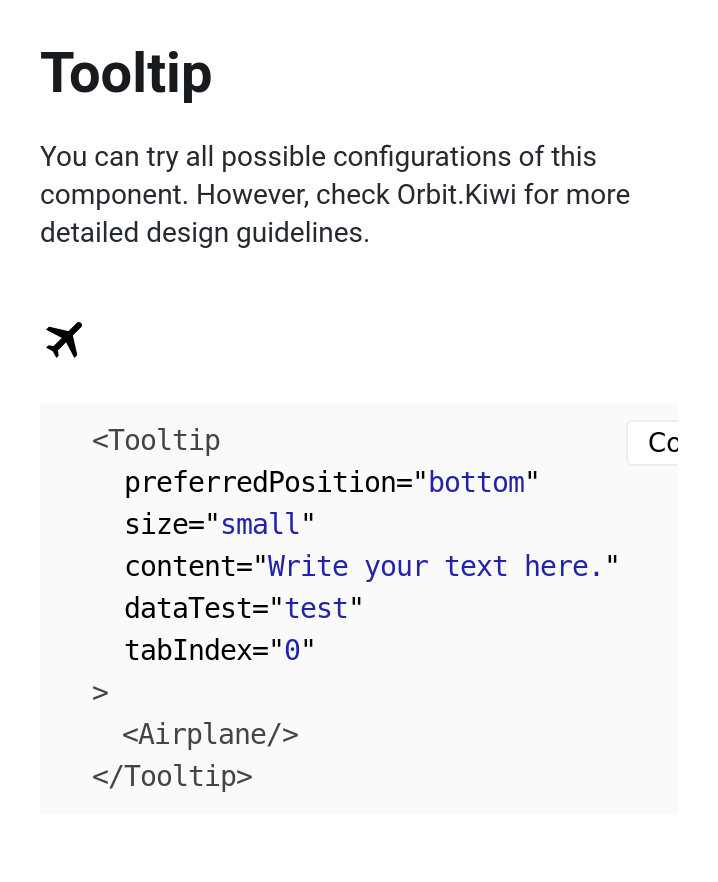 Tooltip
You can try all possible configurations of this
component. However, check Orbit.Kiwi for more
detailed design guidelines.
<Tooltip
Co
preferredPosition="bottom"
size="small"
content="Write your text here."
dataTest="test"
tabIndex="0"
>
<Airplane/>
</Tooltip>